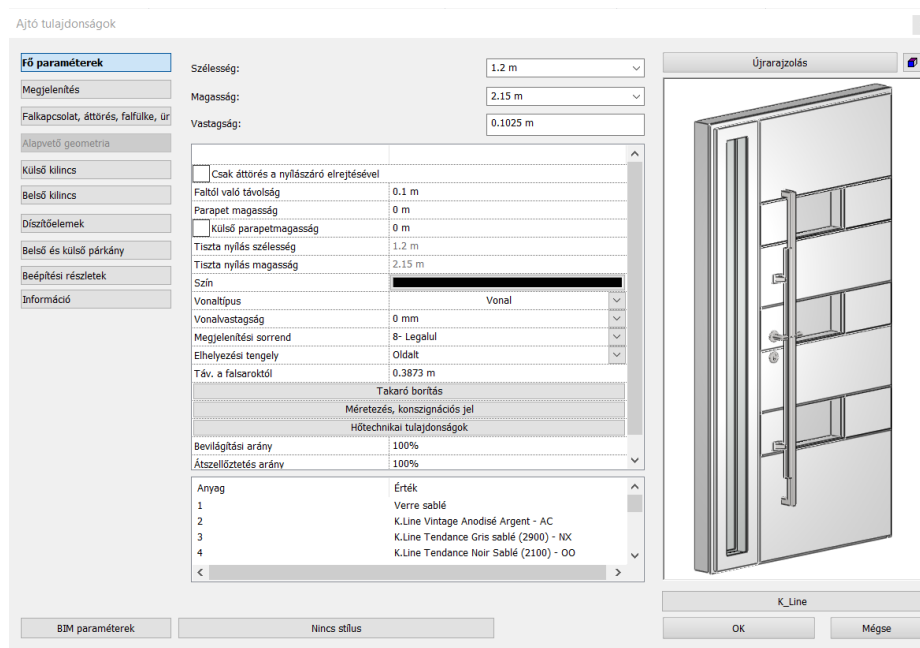 Ajtó tulajdonságok
Fő paraméterek
Megjelenítés
Falkapcsolat, áttörés, falfülke, ür
Alapvető geometria
Külső kilincs
Belső kilincs
Díszítőelemek
Belső és külső párkány
Beépítési részletek
Információ
BIM paraméterek
Szélesség: 1.2 m
Magasság: 2.15 m
Vastagság: 0.1025 m
Csak áttörés a nyílászáró elrejtésével
Faltól való távolság 0.1 m
Parapet magasság 0 m
Külső parapetmagasság 0 m
Tiszta nyílás szélesség 1.2 m
Tiszta nyílás magasság 2.15 m
Szín
Vonaltípus Vonal
Vonalvastagság 0 mm
Megjelenítési sorrend 8- Legalul
Elhelyezési tengely Oldalt
Táv. a falsaroktól 0.3873 m
Takaró borítás
Méretezés, konszignációs jel
Hőtechnikai tulajdonságok
Bevilágítási arány 100%
Átszellőztetés arány 100%
Anyag Érték
1 Verre sablé
2 K.Line Vintage Anodisé Argent - AC
3 K.Line Tendance Gris sablé (2900) - NX
4 K.Line Tendance Noir Sablé (2100) - OO
Nincs stílus
Újrarajzolás
K_Line
OK Mégse